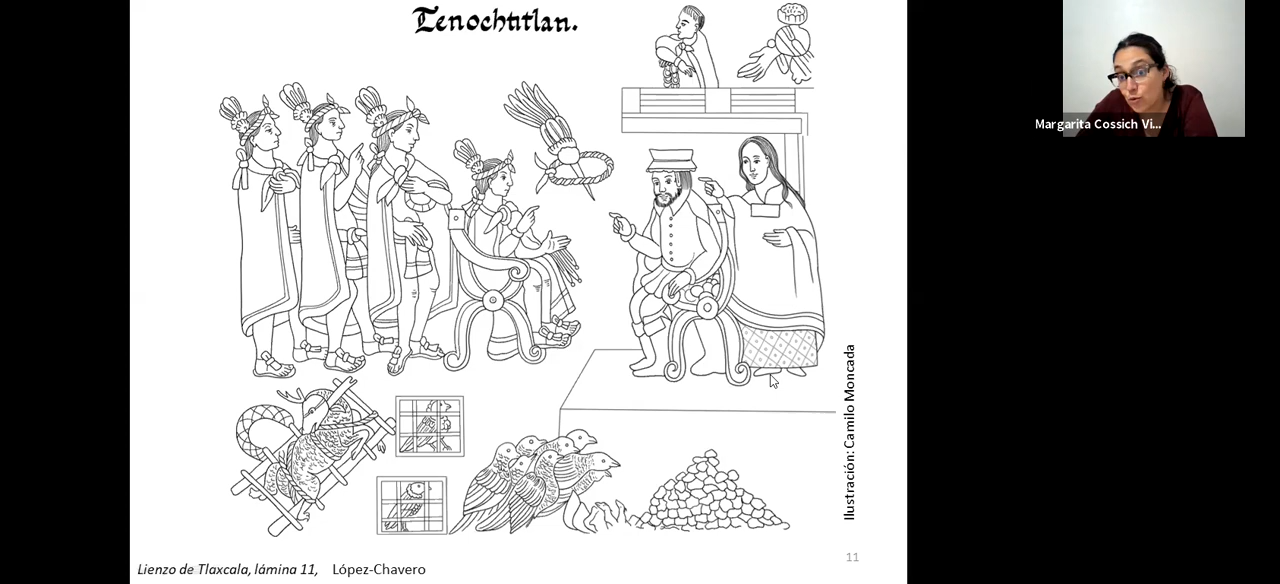 Tenochtitlan.
Margarita Cossich Vi...
Ilustración: Camilo Moncada
11
Lienzo de Tlaxcala, lámina 11, López-Chavero